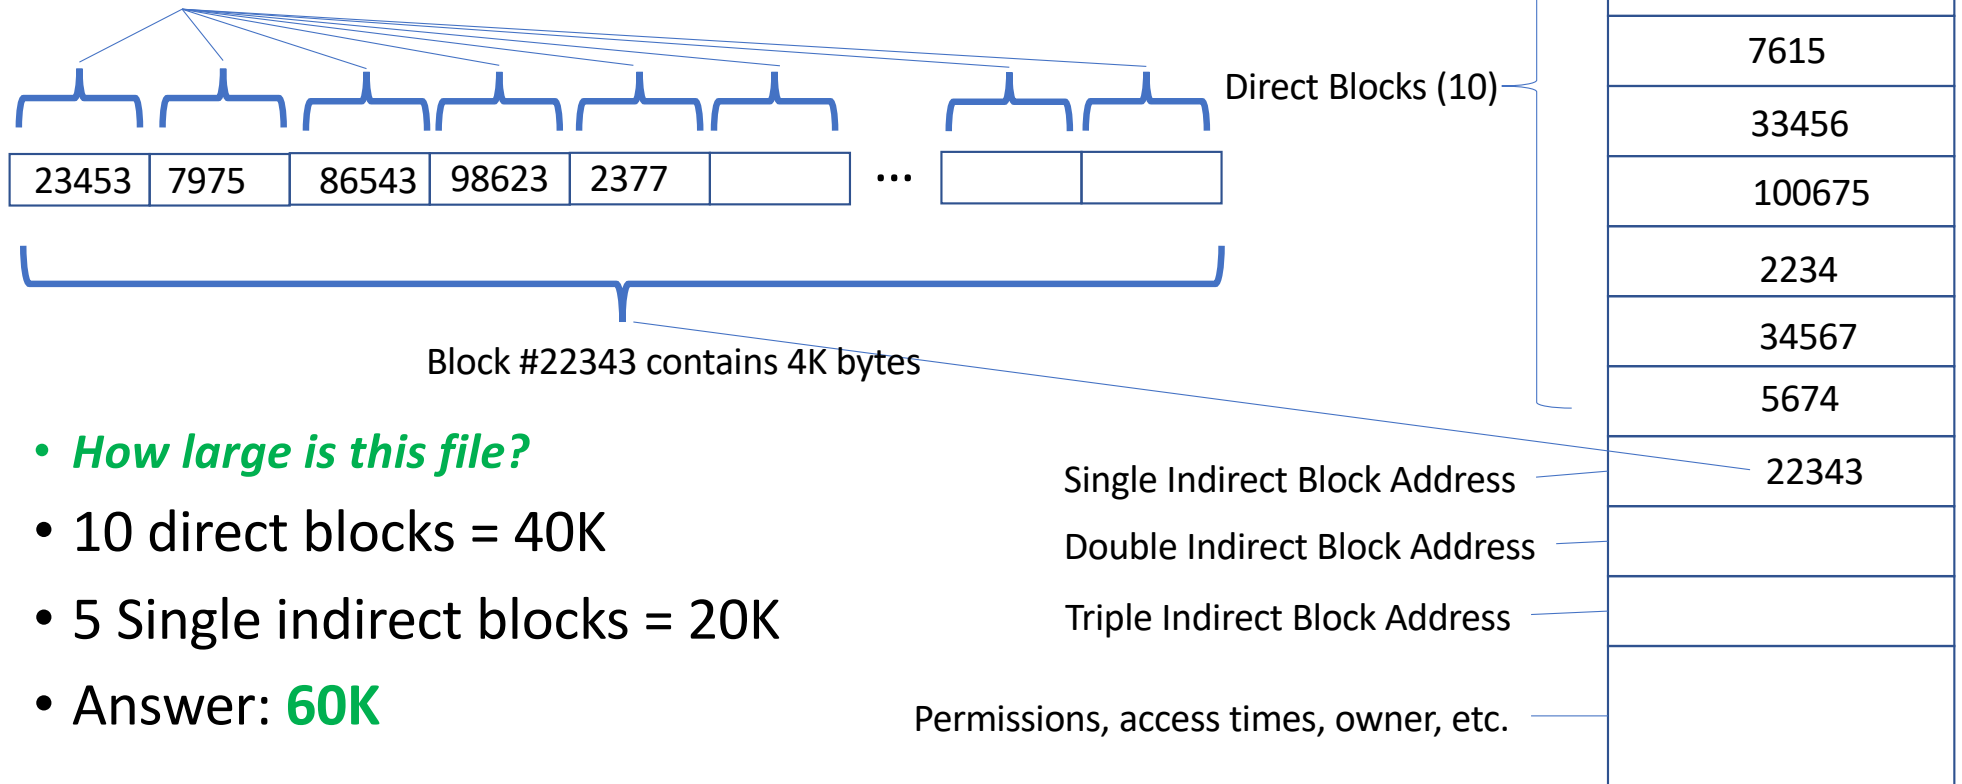 23453 7975 86543 98623 2377 ...
Block #22343 contains 4K bytes
• How large is this file?
• 10 direct blocks = 40K
• 5 Single indirect blocks = 20K
• Answer: 60K
Direct Blocks (10)
7615
33456
100675
2234
34567
5674
Single Indirect Block Address
22343
Double Indirect Block Address
Triple Indirect Block Address
Permissions, access times, owner, etc.